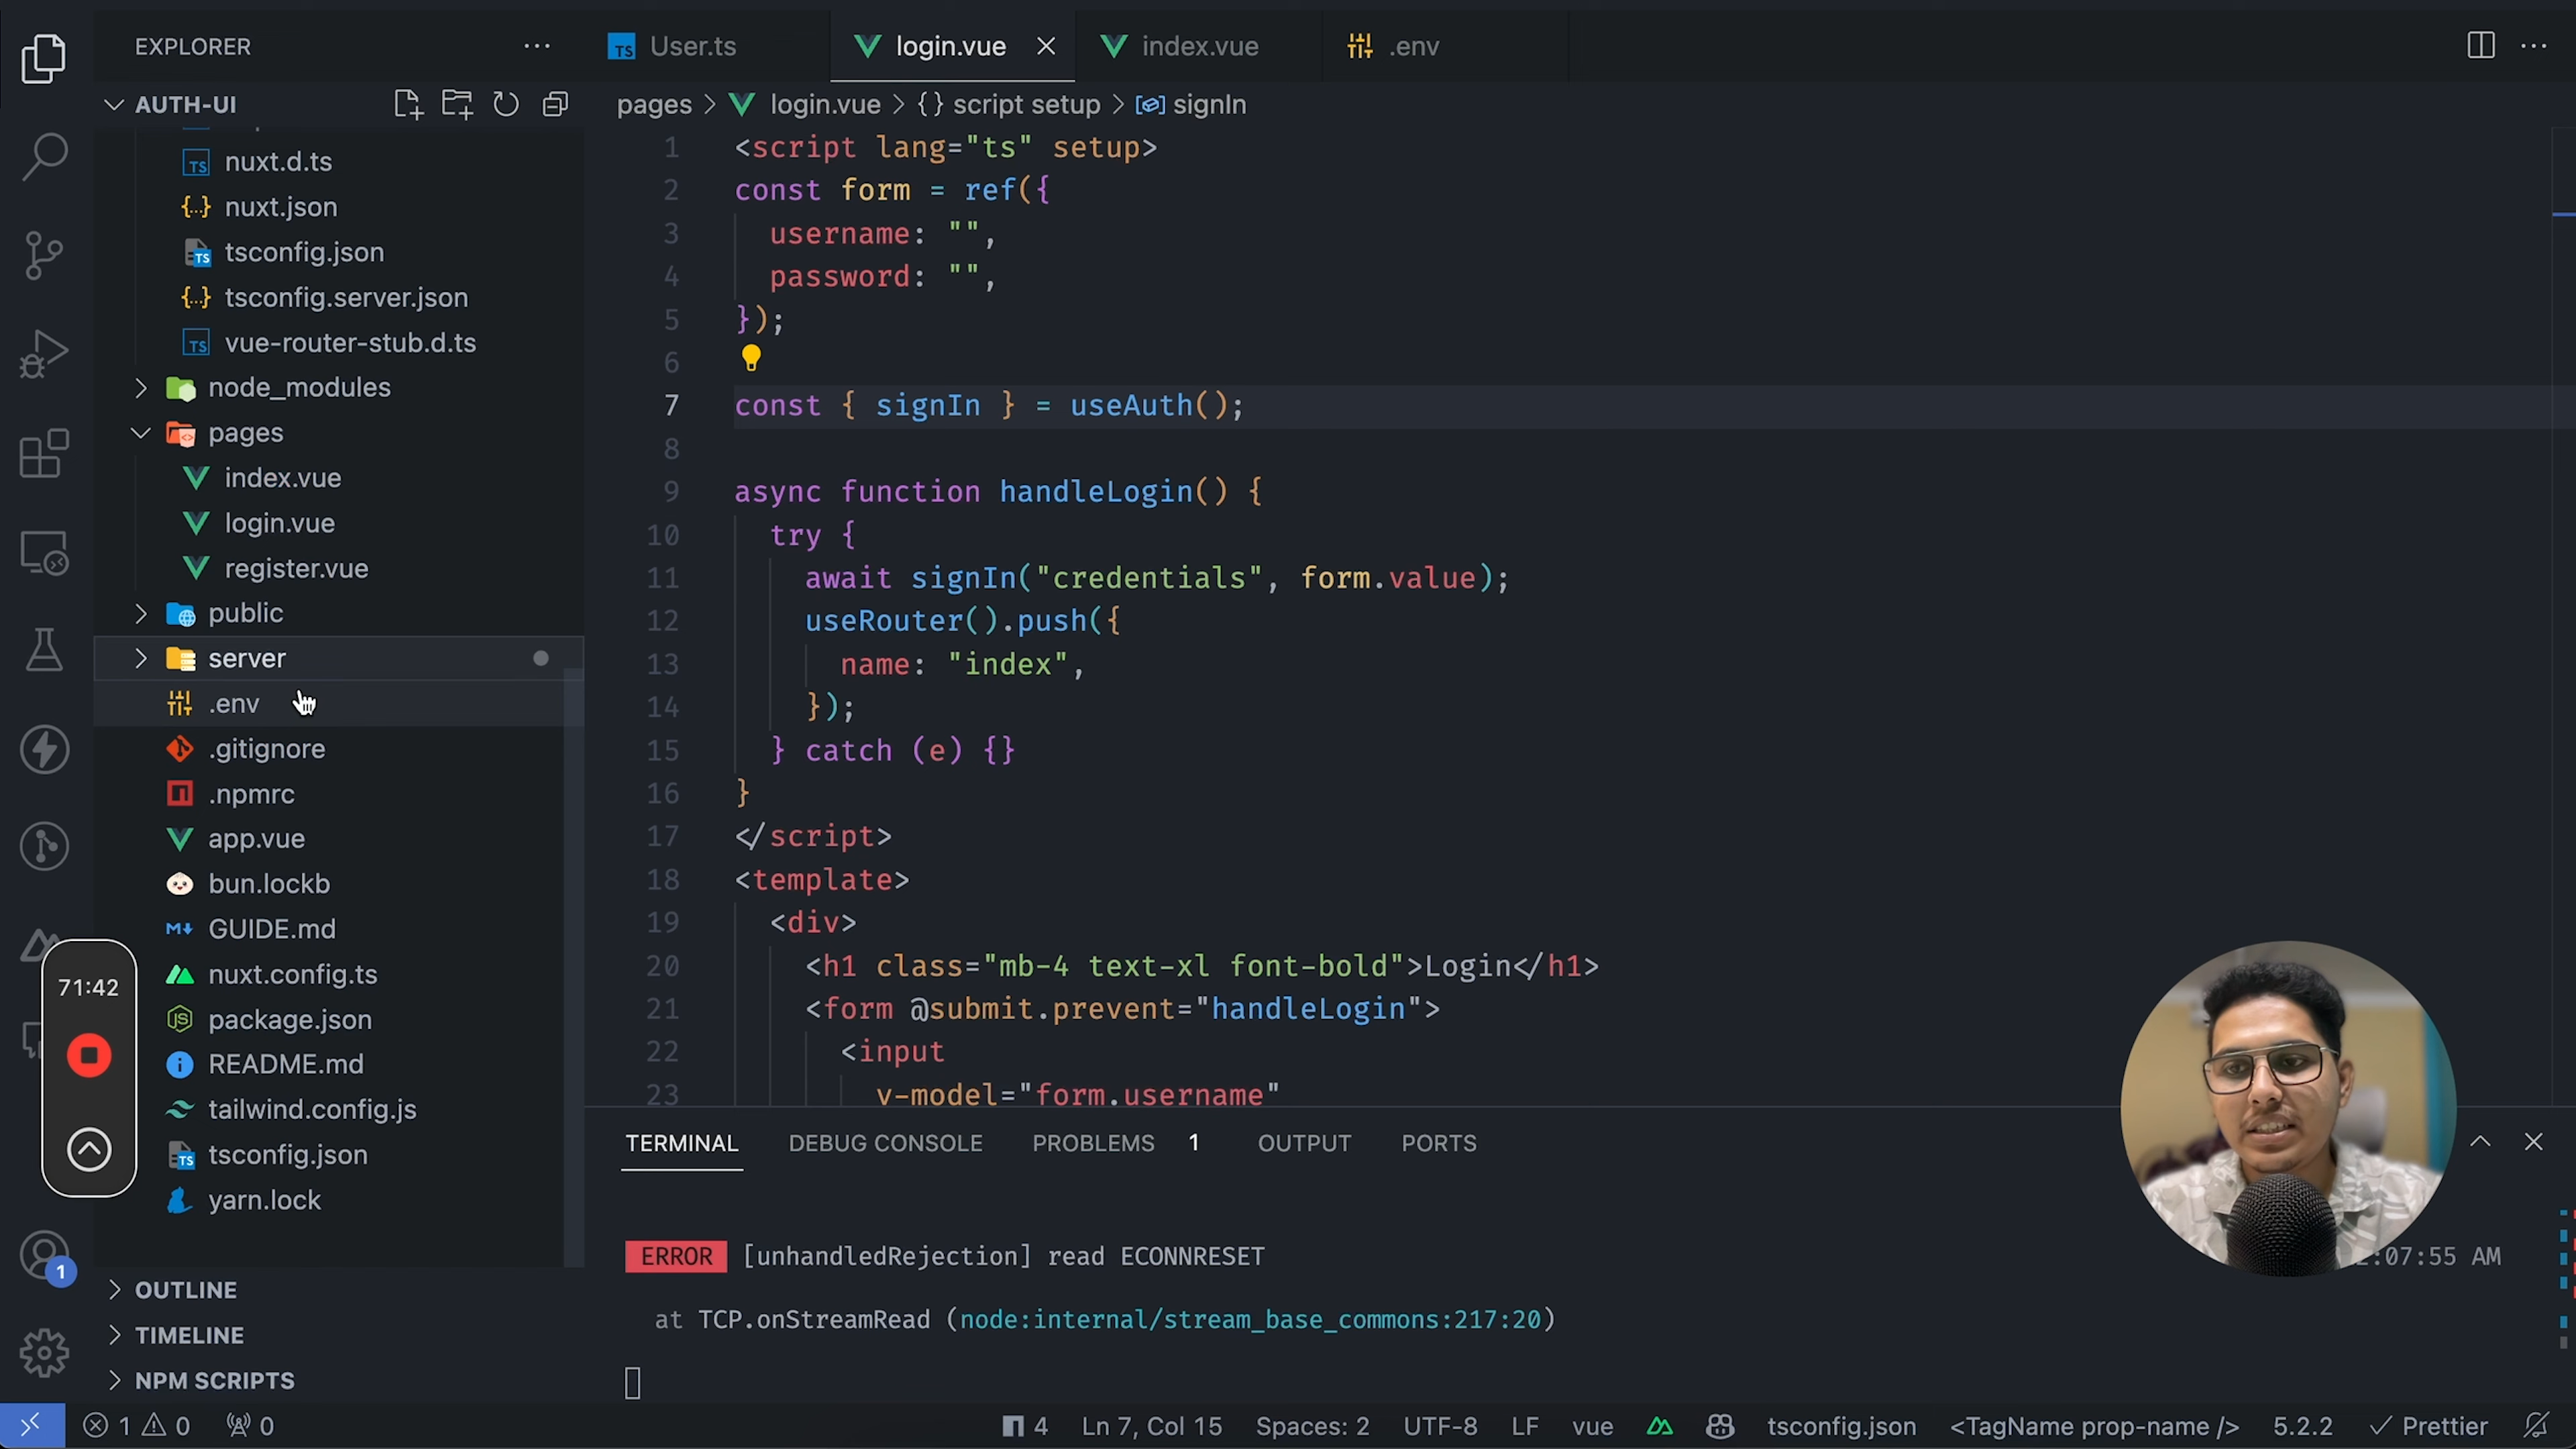 EXPLORER
AUTH-UI
nuxt.d.ts
nuxt.json
tsconfig.json
tsconfig.server.json
vue-router-stub.d.ts
node_modules
pages
index.vue
login.vue
register.vue
public
server
.env
.gitignore
.npmrc
app.vue
bun.lockb
GUIDE.md
nuxt.config.ts
package.json
README.md
tailwind.config.js
tsconfig.json
yarn.lock
OUTLINE
TIMELINE
NPM SCRIPTS
71:42
1
User.ts login.vue index.vue .env
pages > login.vue > {} script setup > signIn
1 <script lang="ts" setup>
2 const form = ref({
3 username: "",
4 password: "",
5 });
6
7 const { signIn } = useAuth();
8
9 async function handleLogin() {
10 try {
11 await signIn("credentials", form.value);
12 useRouter().push({
13 name: "index",
14 });
15 } catch (e) {}
16 }
17 </script>
18 <template>
19 <div>
20 <h1 class="mb-4 text-xl font-bold">Login</h1>
21 <form @submit.prevent="handleLogin">
22 <input
23 v-model="form.username"
TERMINAL DEBUG CONSOLE PROBLEMS 1 OUTPUT PORTS
ERROR [unhandledRejection] read ECONNRESET :07:55 AM
at TCP.onStreamRead (node:internal/stream_base_commons:217:20)
1 0 0 4 Ln 7, Col 15 Spaces: 2 UTF-8 LF vue tsconfig.json <TagName prop-name /> 5.2.2 Prettier